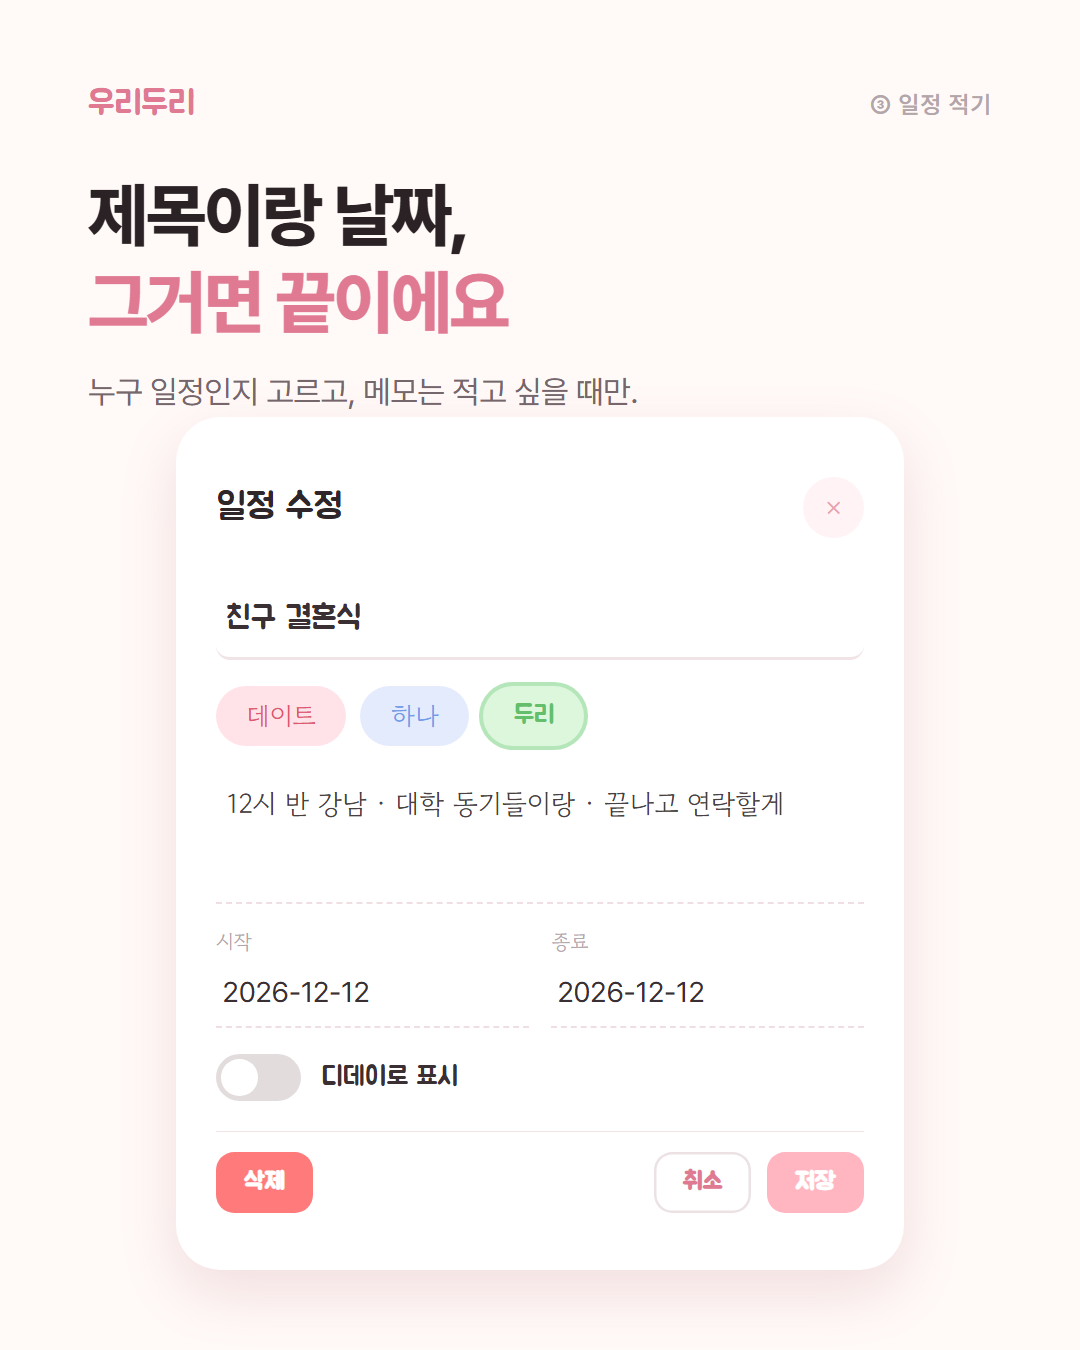 우리두리
③ 일정 적기
제목이랑 날짜,
그거면 끝이에요
누구 일정인지 고르고, 메모는 적고 싶을 때만.
일정 수정
×
친구 결혼식
데이트 하나 두리
12시 반 강남 · 대학 동기들이랑 · 끝나고 연락할게
시작 종료
2026-12-12 2026-12-12
디데이로 표시
삭제 취소 저장